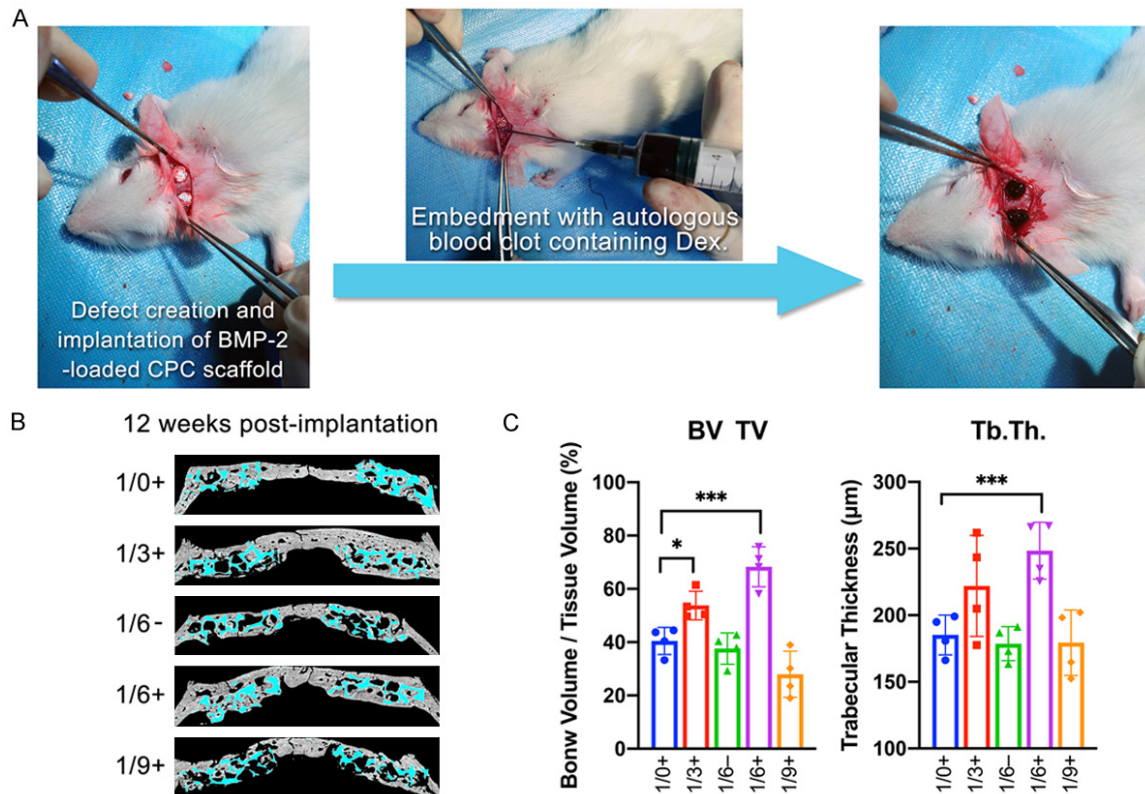 A
Defect creation and
implantation of BMP-2
-loaded CPC scaffold
Embedment with autologous
blood clot containing Dex.
B
12 weeks post-implantation
1/0+
1/3+
1/6-
1/6+
1/9+
C
BV TV
Bonw Volume / Tissue Volume (%)
100
80
60
40
20
0
*
***
1/0+
1/3+
1/6-
1/6+
1/9+
Tb.Th.
Trabecular Thickness (μm)
300
250
200
150
100
***
1/0+
1/3+
1/6-
1/6+
1/9+